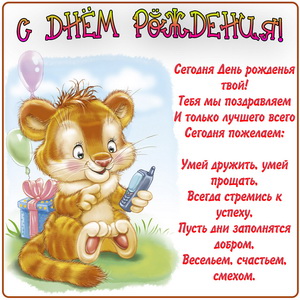 С ДНЁМ РОЖДЕНИЯ!
Сегодня День рожденья
твой!
Тебя мы поздравляем
И только лучшего всего
Сегодня пожелаем:
Умей дружить, умей
прощать,
Всегда стремись к
успеху,
Пусть дни заполнятся
добром,
Весельем, счастьем,
смехом.